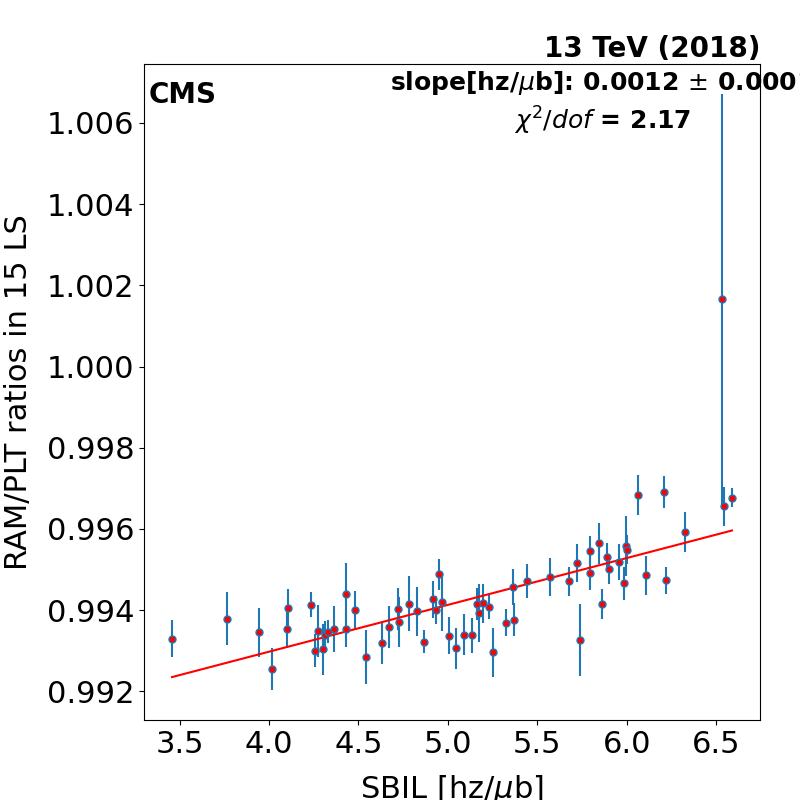 13 TeV (2018)
CMS
slope[hz/μb]: 0.0012 ± 0.000
χ²/dof = 2.17
RAM/PLT ratios in 15 LS
1.006
1.004
1.002
1.000
0.998
0.996
0.994
0.992
3.5 4.0 4.5 5.0 5.5 6.0 6.5
SBIL [hz/μb]